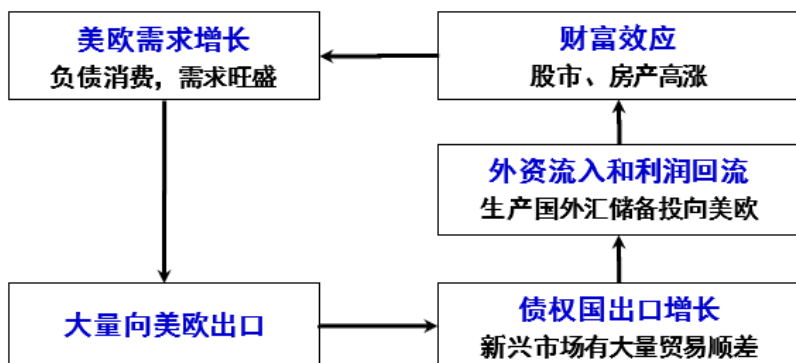 美欧需求增长
负债消费，需求旺盛
财富效应
股市、房产高涨
外资流入和利润回流
生产国外汇储备投向美欧
大量向美欧出口
债权国出口增长
新兴市场有大量贸易顺差